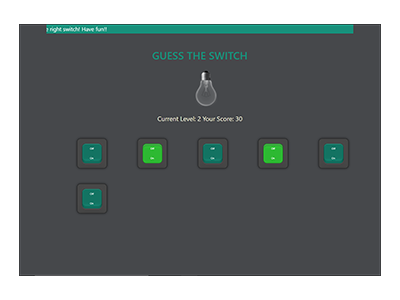 r right switch! Have fun!!
GUESS THE SWITCH
Current Level: 2 Your Score: 30
Off Off Off Off Off
On On On On On
Off
On